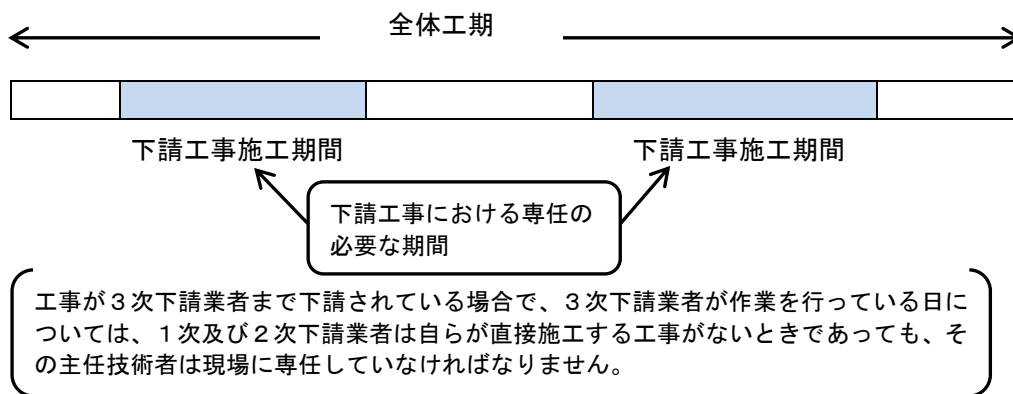 全体工期
下請工事施工期間
下請工事施工期間
下請工事における専任の
必要な期間
工事が３次下請業者まで下請されている場合で、３次下請業者が作業を行っている日に
ついては、１次及び２次下請業者は自らが直接施工する工事がないときであっても、そ
の主任技術者は現場に専任していなければなりません。